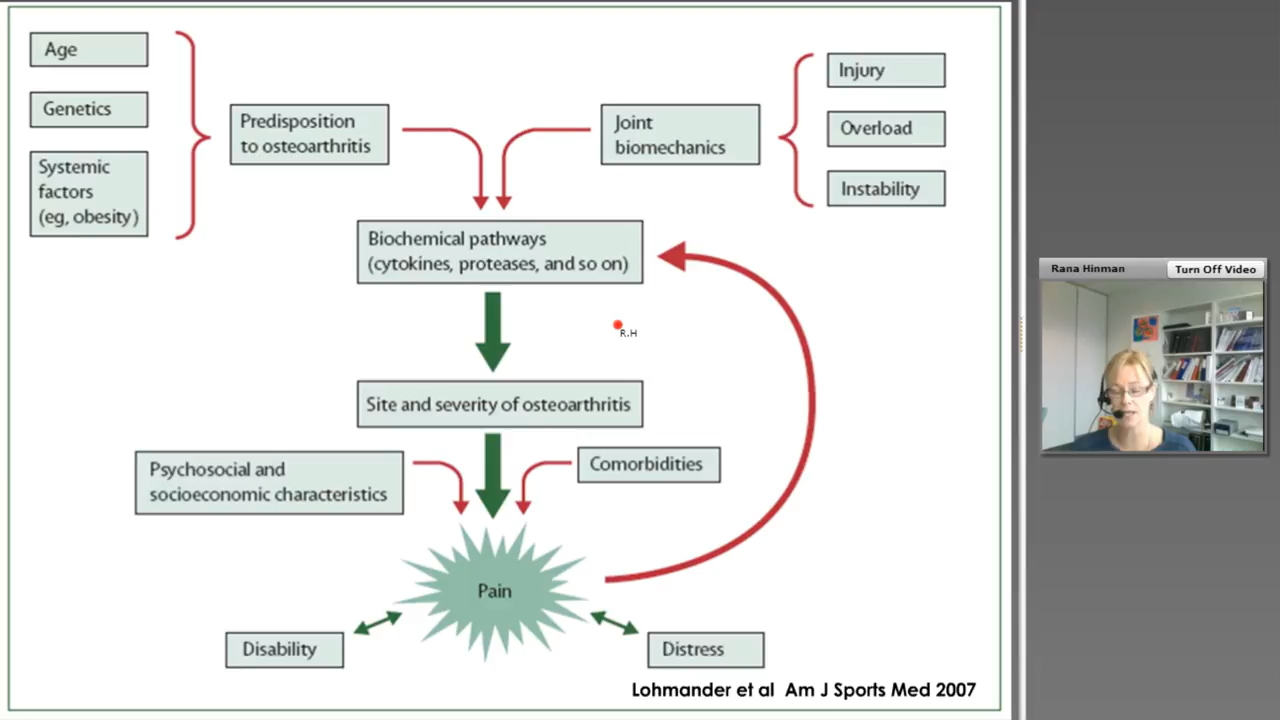 Age
Genetics
Systemic
factors
(eg, obesity)
Predisposition
to osteoarthritis
Joint
biomechanics
Injury
Overload
Instability
Biochemical pathways
(cytokines, proteases, and so on)
R.H
Site and severity of osteoarthritis
Psychosocial and
socioeconomic characteristics
Comorbidities
Pain
Disability
Distress
Lohmander et al Am J Sports Med 2007
Rana Hinman
Turn Off Video